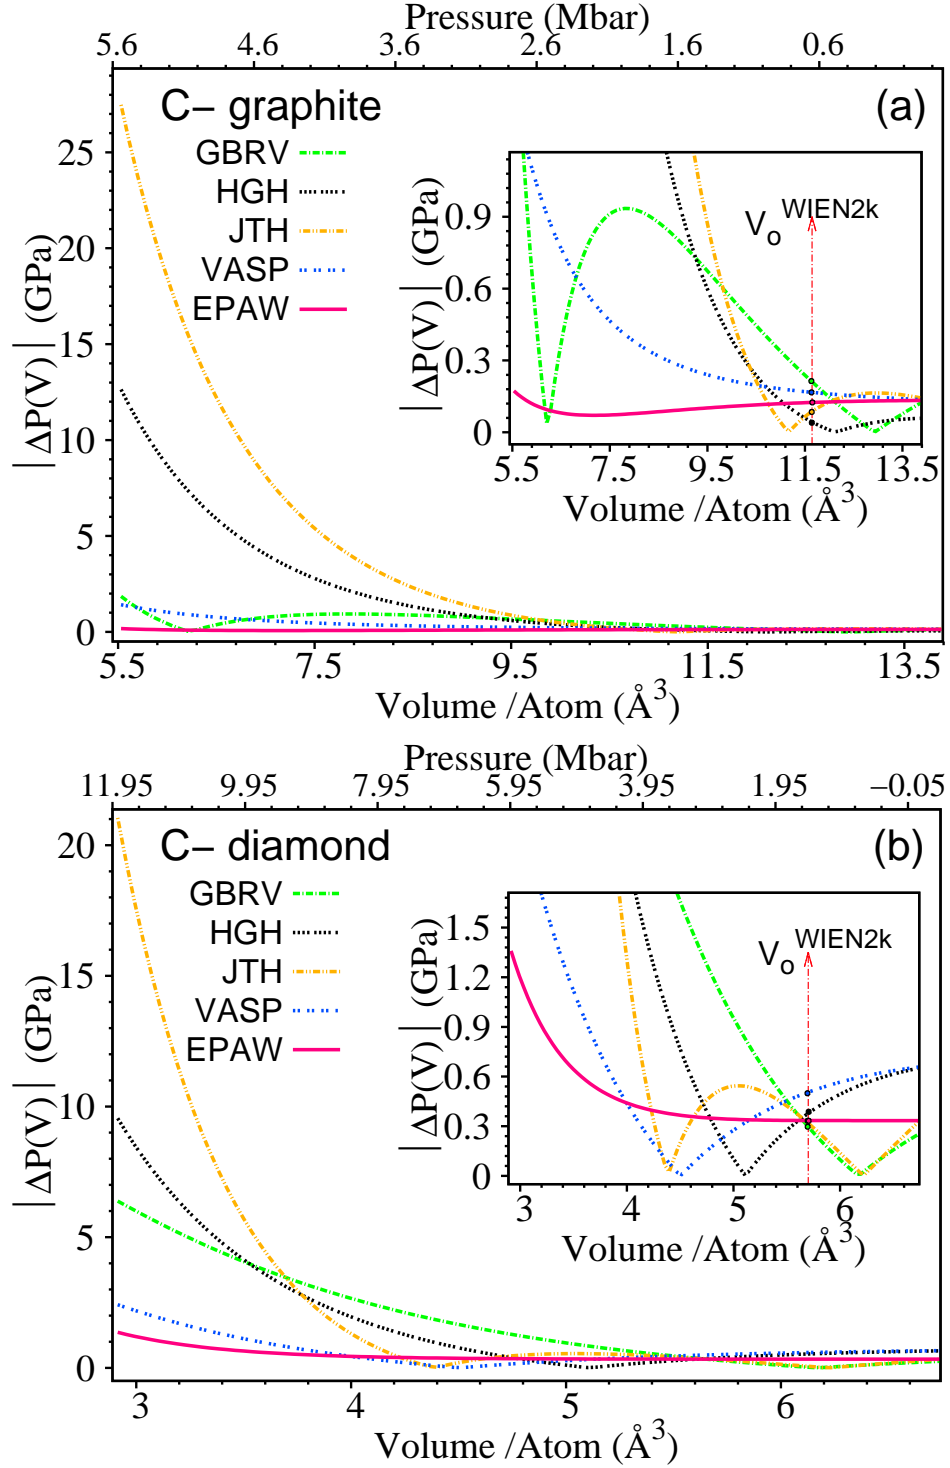 Pressure (Mbar)
5.6 4.6 3.6 2.6 1.6 0.6
C− graphite
(a)
GBRV
HGH
JTH
VASP
EPAW
|ΔP(V)| (GPa)
25
20
15
10
5
0
5.5 7.5 9.5 11.5 13.5
Volume /Atom (Å³)
|ΔP(V)| (GPa)
0.9
0.6
0.3
0
V₀ WIEN2k
5.5 7.5 9.5 11.5 13.5
Volume /Atom (Å³)
Pressure (Mbar)
11.95 9.95 7.95 5.95 3.95 1.95 −0.05
C− diamond
(b)
GBRV
HGH
JTH
VASP
EPAW
|ΔP(V)| (GPa)
20
15
10
5
0
3 4 5 6
Volume /Atom (Å³)
|ΔP(V)| (GPa)
1.5
1.2
0.9
0.6
0.3
0
V₀ WIEN2k
3 4 5 6
Volume /Atom (Å³)